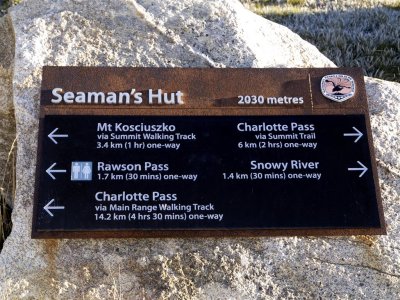 Seaman's Hut 2030 metres
Mt Kosciuszko
via Summit Walking Track
3.4 km (1 hr) one-way
Charlotte Pass
via Summit Trail
6 km (2 hrs) one-way
Rawson Pass
1.7 km (30 mins) one-way
Snowy River
1.4 km (30 mins) one-way
Charlotte Pass
via Main Range Walking Track
14.2 km (4 hrs 30 mins) one-way